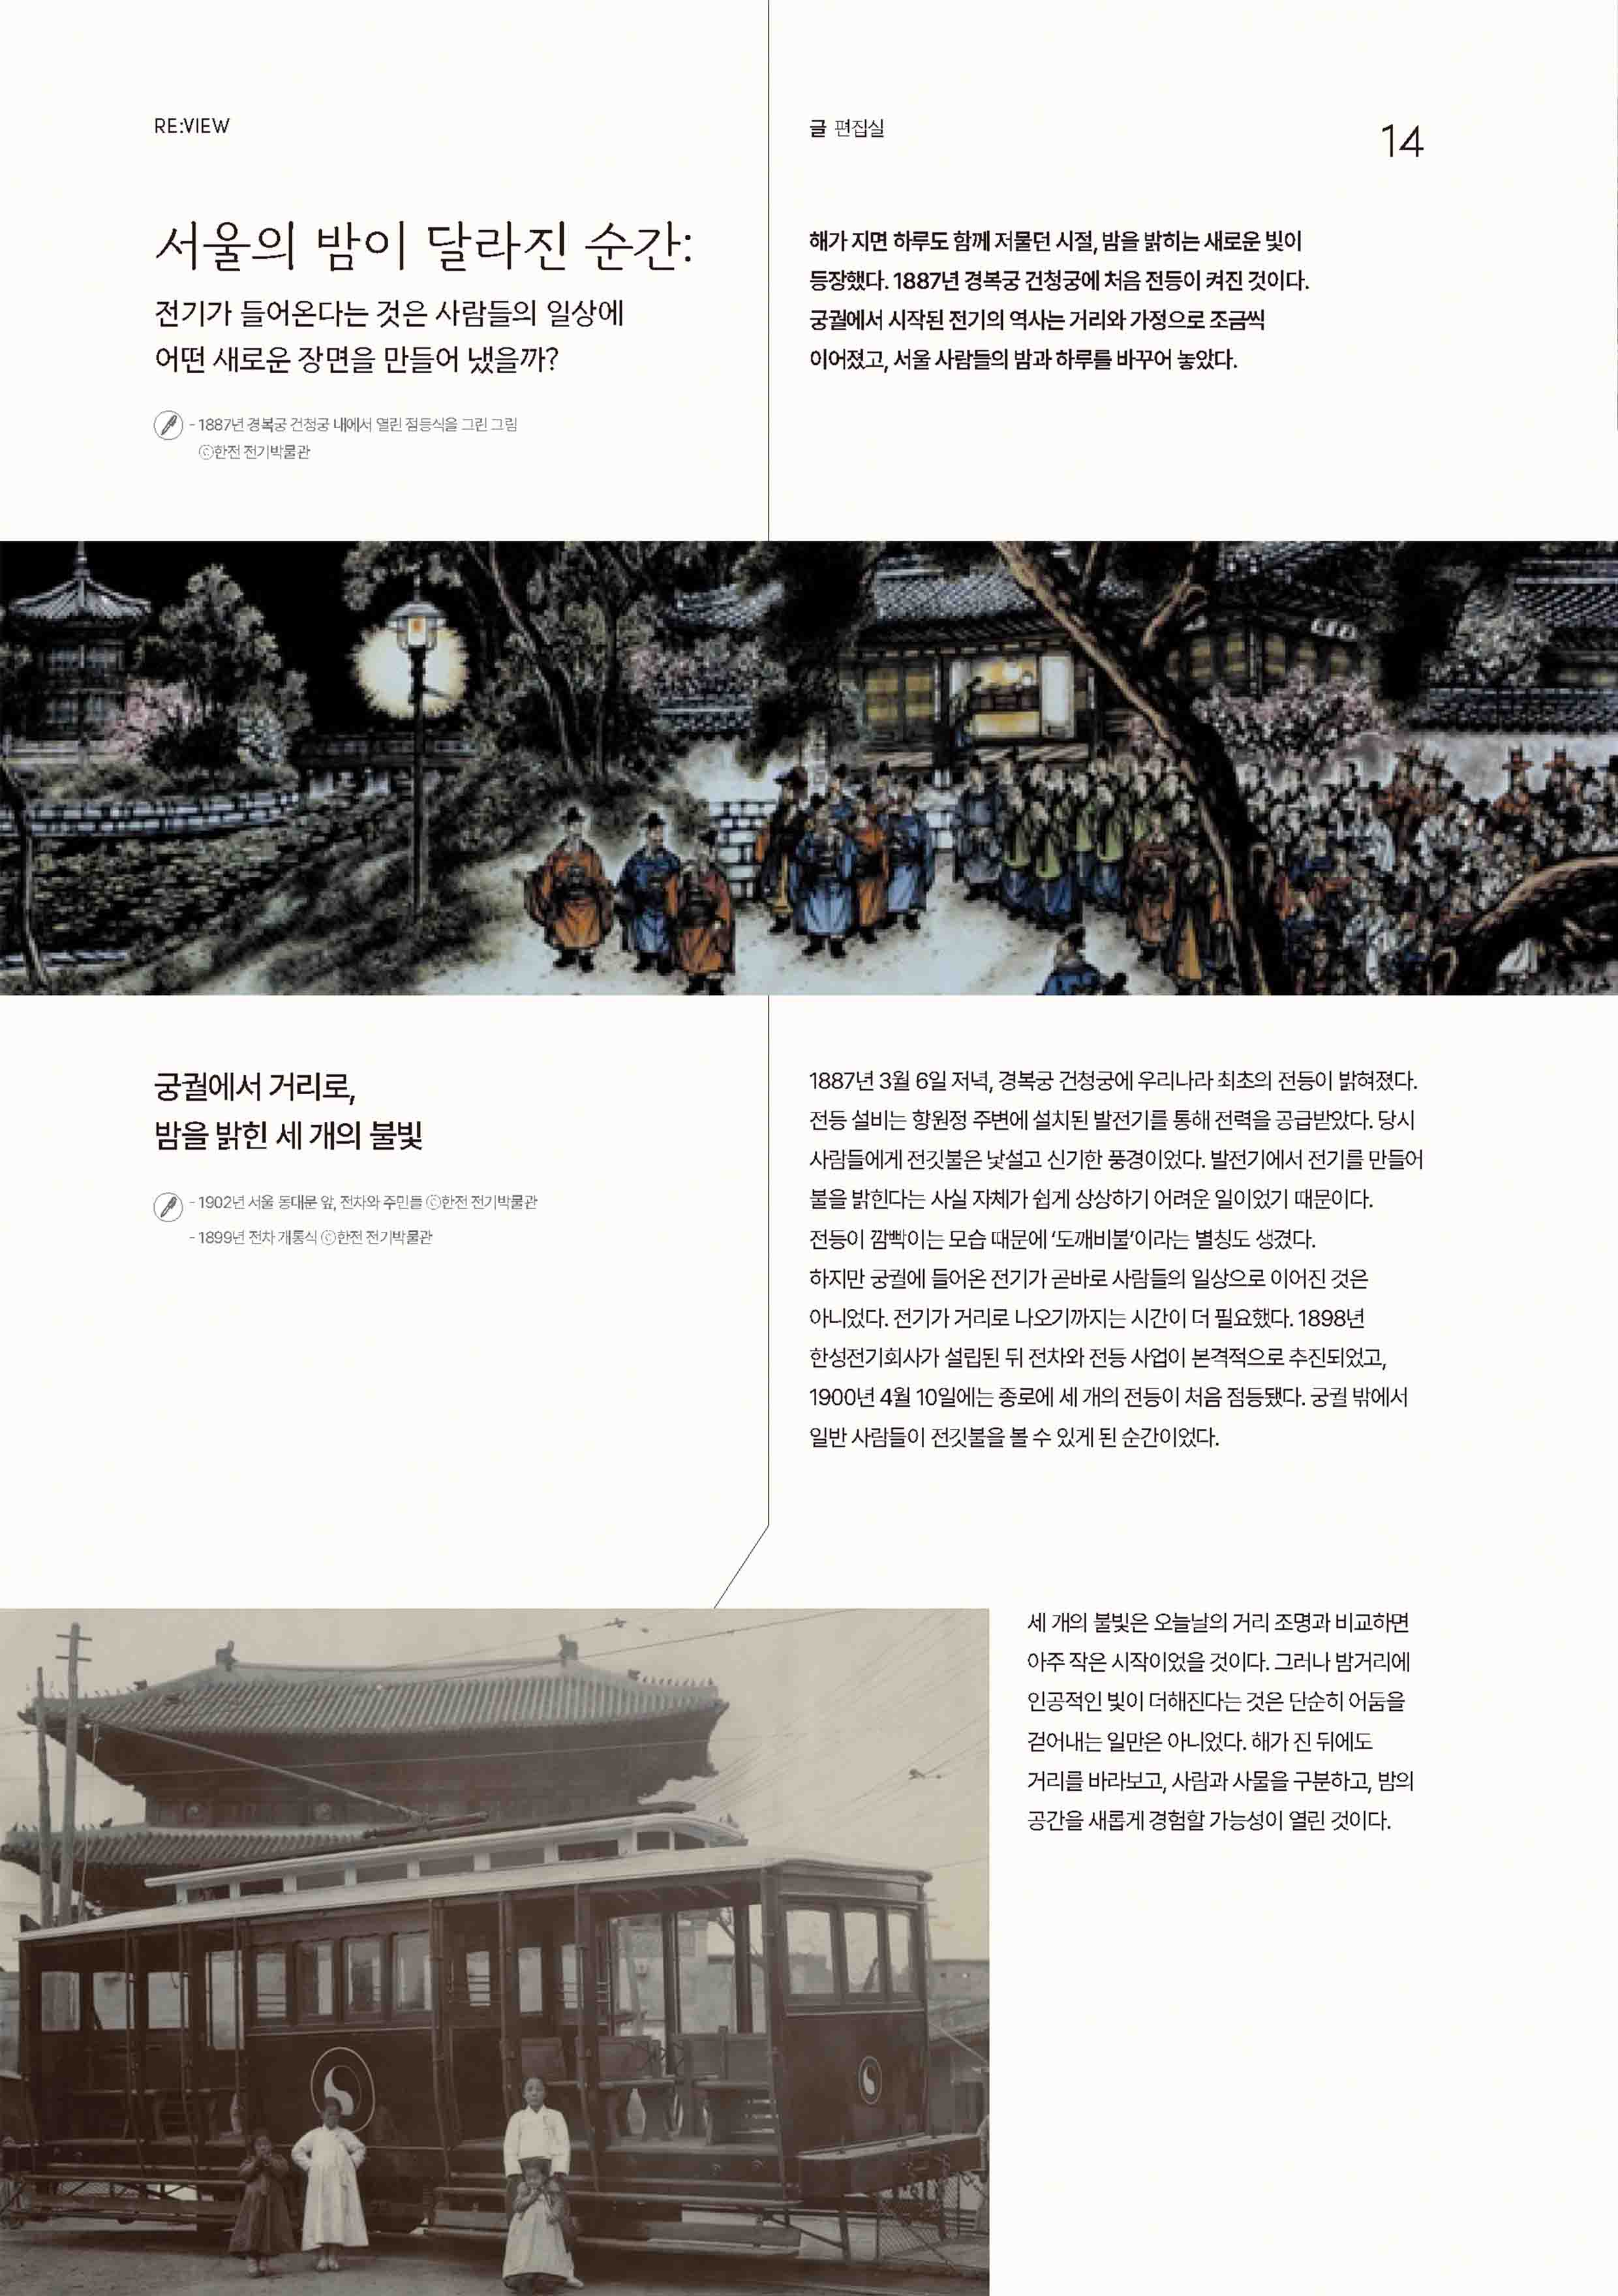 RE:VIEW
글 편집실
14
서울의 밤이 달라진 순간:
전기가 들어온다는 것은 사람들의 일상에
어떤 새로운 장면을 만들어 냈을까?
- 1887년 경복궁 건청궁 내에서 열린 점등식을 그린 그림
ⓒ한전 전기박물관
해가 지면 하루도 함께 저물던 시절, 밤을 밝히는 새로운 빛이
등장했다. 1887년 경복궁 건청궁에 처음 전등이 켜진 것이다.
궁궐에서 시작된 전기의 역사는 거리와 가정으로 조금씩
이어졌고, 서울 사람들의 밤과 하루를 바꾸어 놓았다.
궁궐에서 거리로,
밤을 밝힌 세 개의 불빛
- 1902년 서울 동대문 앞, 전차와 주민들 ⓒ한전 전기박물관
- 1899년 전차 개통식 ⓒ한전 전기박물관
1887년 3월 6일 저녁, 경복궁 건청궁에 우리나라 최초의 전등이 밝혀졌다.
전등 설비는 향원정 주변에 설치된 발전기를 통해 전력을 공급받았다. 당시
사람들에게 전깃불은 낯설고 신기한 풍경이었다. 발전기에서 전기를 만들어
불을 밝힌다는 사실 자체가 쉽게 상상하기 어려운 일이었기 때문이다.
전등이 깜빡이는 모습 때문에 ‘도깨비불’이라는 별칭도 생겼다.
하지만 궁궐에 들어온 전기가 곧바로 사람들의 일상으로 이어진 것은
아니었다. 전기가 거리로 나오기까지는 시간이 더 필요했다. 1898년
한성전기회사가 설립된 뒤 전차와 전등 사업이 본격적으로 추진되었고,
1900년 4월 10일에는 종로에 세 개의 전등이 처음 점등됐다. 궁궐 밖에서
일반 사람들이 전깃불을 볼 수 있게 된 순간이었다.
세 개의 불빛은 오늘날의 거리 조명과 비교하면
아주 작은 시작이었을 것이다. 그러나 밤거리에
인공적인 빛이 더해진다는 것은 단순히 어둠을
걷어내는 일만은 아니었다. 해가 진 뒤에도
거리를 바라보고, 사람과 사물을 구분하고, 밤의
공간을 새롭게 경험할 가능성이 열린 것이다.